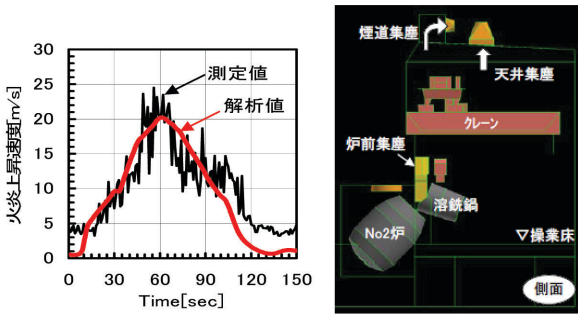 火炎上昇速度[m/s]
30
25
20
15
10
5
0
測定値
解析値
0 30 60 90 120 150
Time[sec]
煙道集塵
天井集塵
クレーン
炉前集塵
溶銑鍋
No2炉
▽操業床
側面